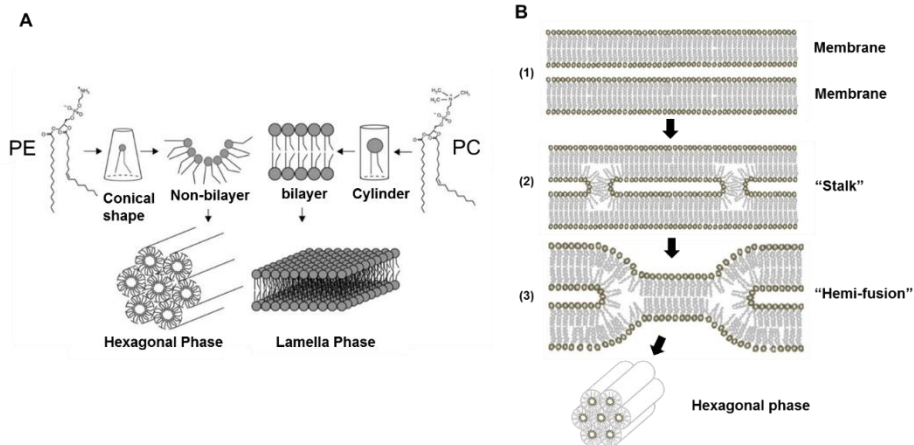 A
PE
PC
Conical
shape
Non-bilayer
bilayer
Cylinder
Hexagonal Phase
Lamella Phase
B
(1)
Membrane
Membrane
(2)
“Stalk”
(3)
“Hemi-fusion”
Hexagonal phase